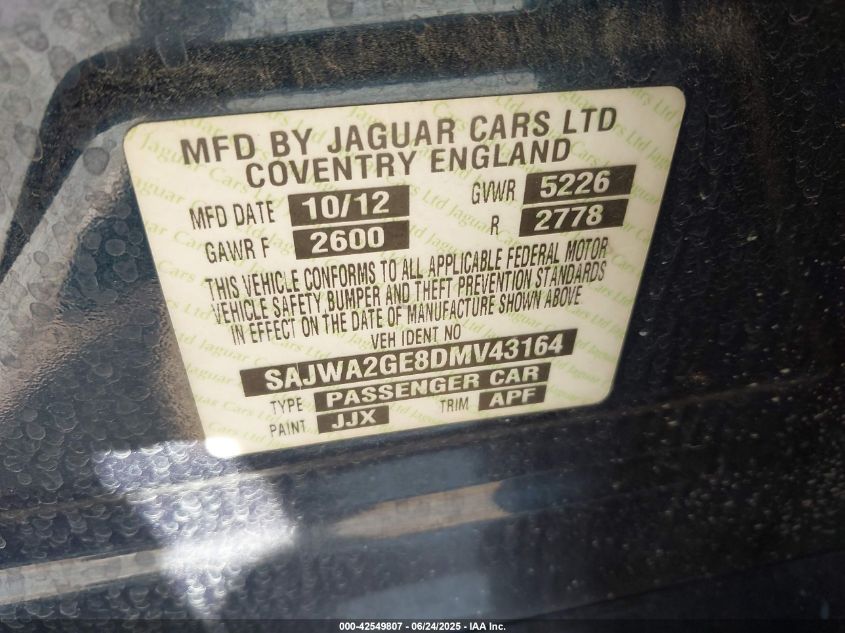 MFD BY JAGUAR CARS LTD
COVENTRY ENGLAND
MFD DATE 10/12 GVWR 5226
GAWR F 2600 R 2778
THIS VEHICLE CONFORMS TO ALL APPLICABLE FEDERAL MOTOR
VEHICLE SAFETY BUMPER AND THEFT PREVENTION STANDARDS
IN EFFECT ON THE DATE OF MANUFACTURE SHOWN ABOVE
VEH IDENT NO
SAJWA2GE8DMV43164
TYPE PASSENGER CAR
PAINT JJX TRIM APF
000-42549807 - 06/24/2025 - IAA Inc.